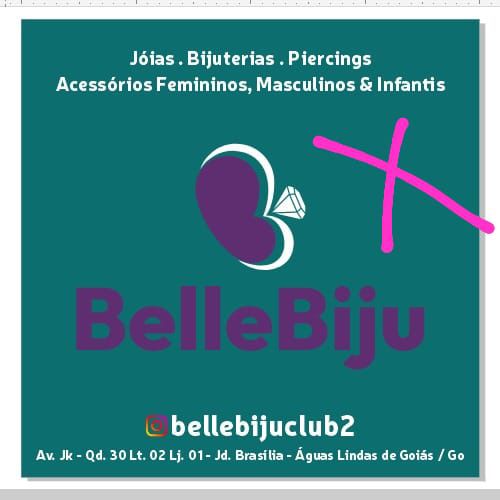 Jóias . Bijuterias . Piercings
Acessórios Femininos, Masculinos & Infantis
BelleBiju
bellebijuclub2
Av. Jk - Qd. 30 Lt. 02 Lj. 01 - Jd. Brasilia - Águas Lindas de Goiás / Go